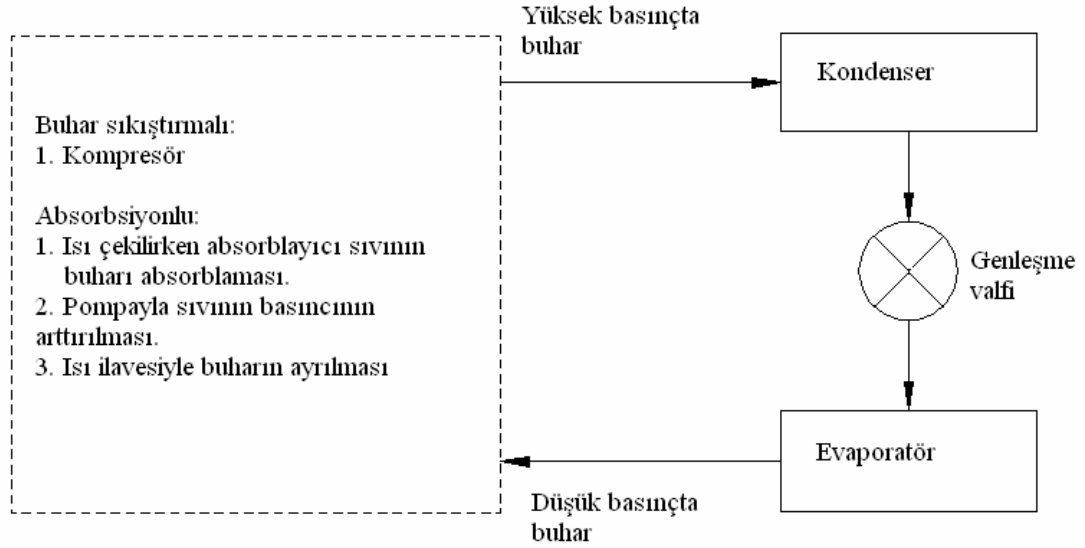 Yüksek basınçta
buhar
Kondenser
Buhar sıkıştırmalı:
1. Kompresör
Absorbsiyonlu:
1. Isı çekilirken absorblayıcı sıvının
buharı absorblaması.
2. Pompayla sıvının basıncının
arttırılması.
3. Isı ilavesiyle buharın ayrılması
Genleşme
valfi
Evaporatör
Düşük basınçta
buhar